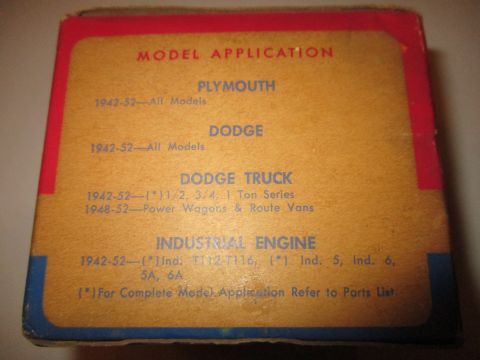 MODEL APPLICATION
PLYMOUTH
1942-52—All Models
DODGE
1942-52—All Models
DODGE TRUCK
1942-52—(*)1/2, 3/4, 1 Ton Series
1948-52—Power Wagons & Route Vans
INDUSTRIAL ENGINE
1942-52—(*)Ind. T112-T116, (*) Ind. 5, Ind. 6,
5A, 6A
(*)For Complete Model Application Refer to Parts List